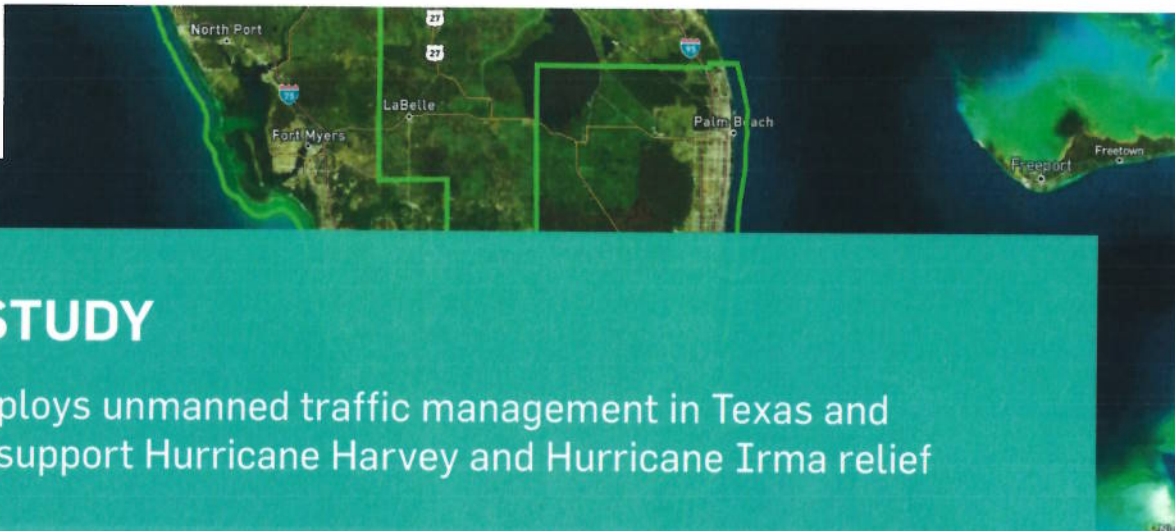 27
North Port
27
95
75
LaBelle
Palm Beach
Fort Myers
Freetown
Freeport
STUDY
ploys unmanned traffic management in Texas and
support Hurricane Harvey and Hurricane Irma relief